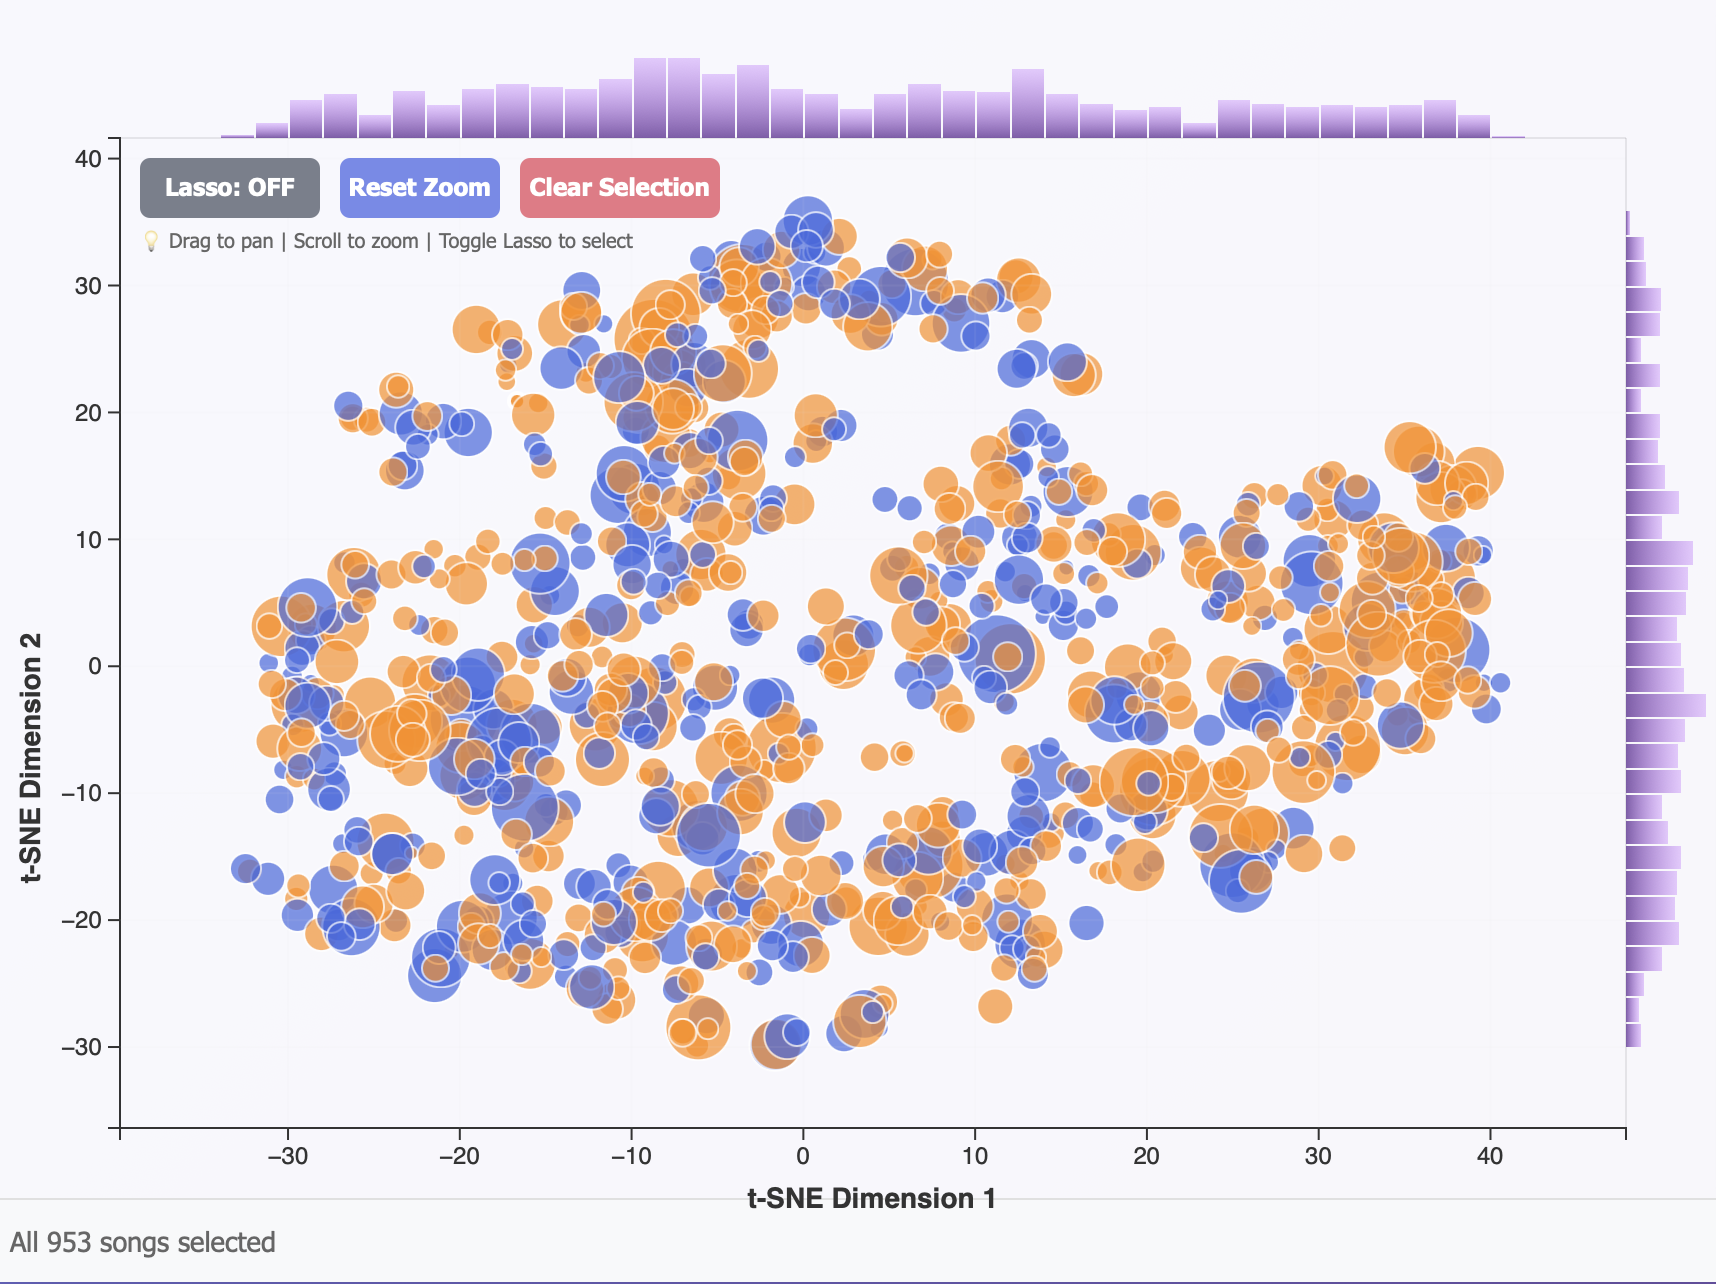 40
Lasso: OFF
Reset Zoom
Clear Selection
💡 Drag to pan | Scroll to zoom | Toggle Lasso to select
30
20
10
0
−10
−20
−30
t-SNE Dimension 2
−30
−20
−10
0
10
20
30
40
t-SNE Dimension 1
All 953 songs selected